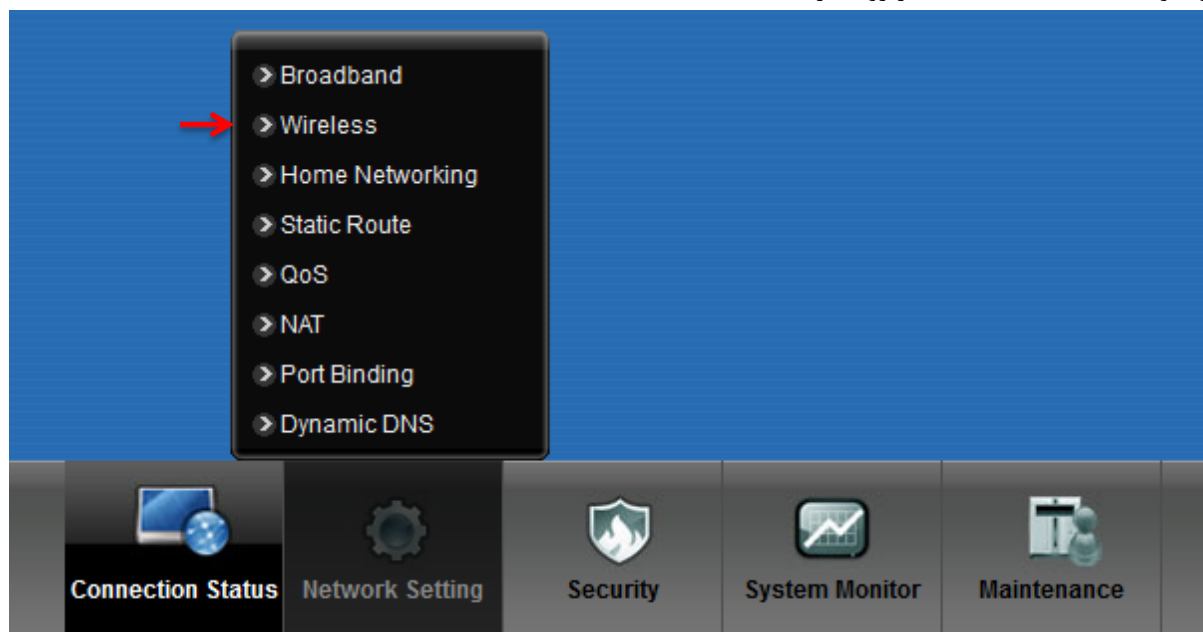 Broadband
Wireless
Home Networking
Static Route
QoS
NAT
Port Binding
Dynamic DNS
Connection Status Network Setting Security System Monitor Maintenance